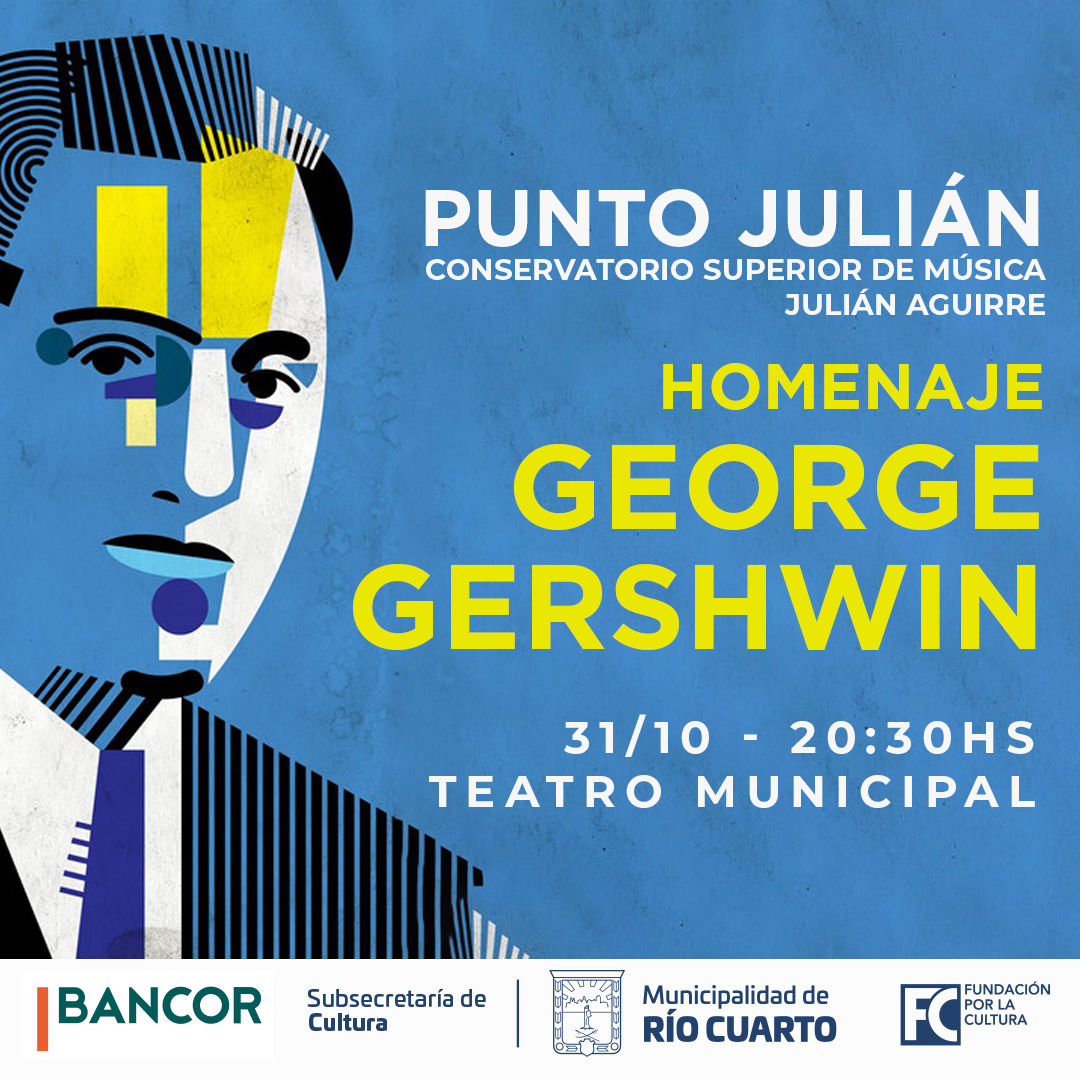 PUNTO JULIÁN
CONSERVATORIO SUPERIOR DE MÚSICA
JULIÁN AGUIRRE
HOMENAJE
GEORGE
GERSHWIN
31/10 - 20:30HS
TEATRO MUNICIPAL
BANCOR
Subsecretaría de
Cultura
Municipalidad de
RÍO CUARTO
FC
FUNDACIÓN
POR LA
CULTURA